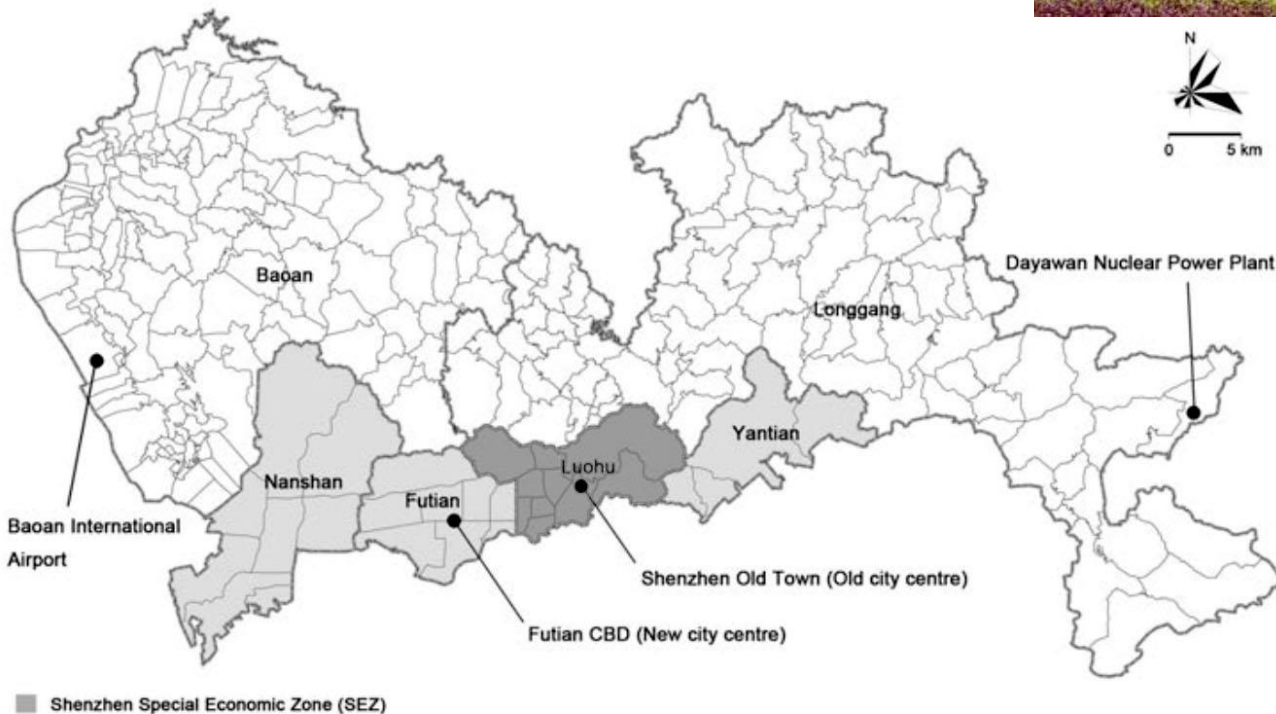 N
0 5 km
Dayawan Nuclear Power Plant
Baoan
Longgang
Yantian
Luohu
Nanshan
Futian
Baoan International
Airport
Shenzhen Old Town (Old city centre)
Futian CBD (New city centre)
Shenzhen Special Economic Zone (SEZ)